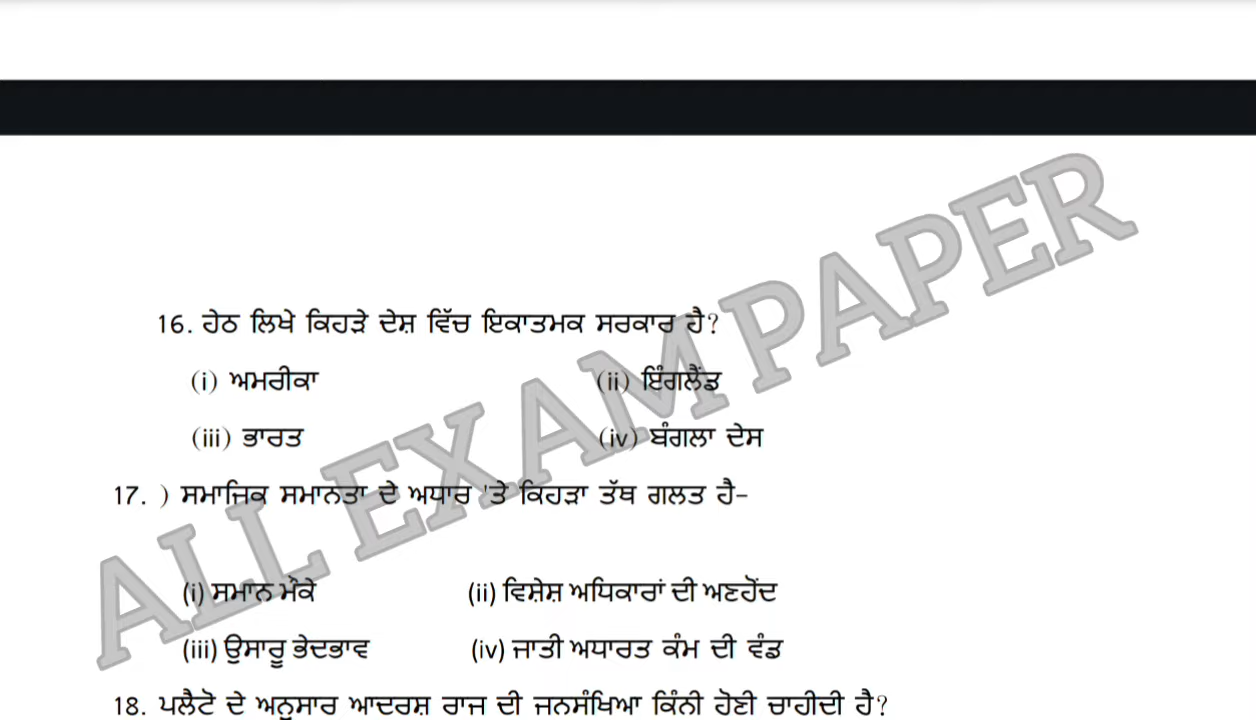 16. ਹੇਠ ਲਿਖੇ ਕਿਹੜੇ ਦੇਸ਼ ਵਿੱਚ ਇਕਾਤਮਕ ਸਰਕਾਰ ਹੈ?
(i) ਅਮਰੀਕਾ (ii) ਇੰਗਲੈਂਡ
(iii) ਭਾਰਤ (iv) ਬੰਗਲਾ ਦੇਸ
17. ) ਸਮਾਜਿਕ ਸਮਾਨਤਾ ਦੇ ਅਧਾਰ 'ਤੇ ਕਿਹੜਾ ਤੱਥ ਗਲਤ ਹੈ-
(i) ਸਮਾਨ ਮੌਕੇ (ii) ਵਿਸ਼ੇਸ਼ ਅਧਿਕਾਰਾਂ ਦੀ ਅਣਹੋਂਦ
(iii) ਉਸਾਰੂ ਭੇਦਭਾਵ (iv) ਜਾਤੀ ਅਧਾਰਤ ਕੰਮ ਦੀ ਵੰਡ
18. ਪਲੈਟੋ ਦੇ ਅਨੁਸਾਰ ਆਦਰਸ਼ ਰਾਜ ਦੀ ਜਨਸੰਖਿਆ ਕਿੰਨੀ ਹੋਣੀ ਚਾਹੀਦੀ ਹੈ?
ALL EXAM PAPER